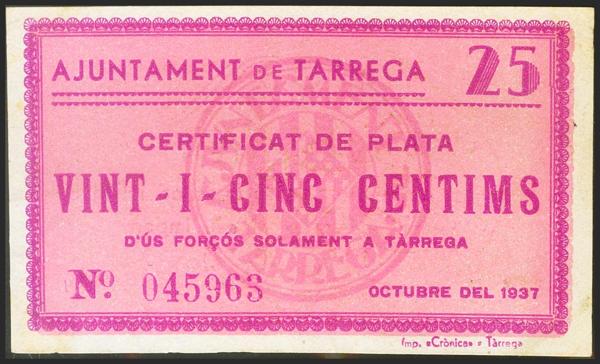 AJUNTAMENT DE TARREGA 25
CERTIFICAT DE PLATA
VINT-I-CINC CENTIMS
D'ÚS FORÇÓS SOLAMENT A TÀRREGA
Nº 045963 OCTUBRE DEL 1937
Imp. «Crònica» = Tàrrega